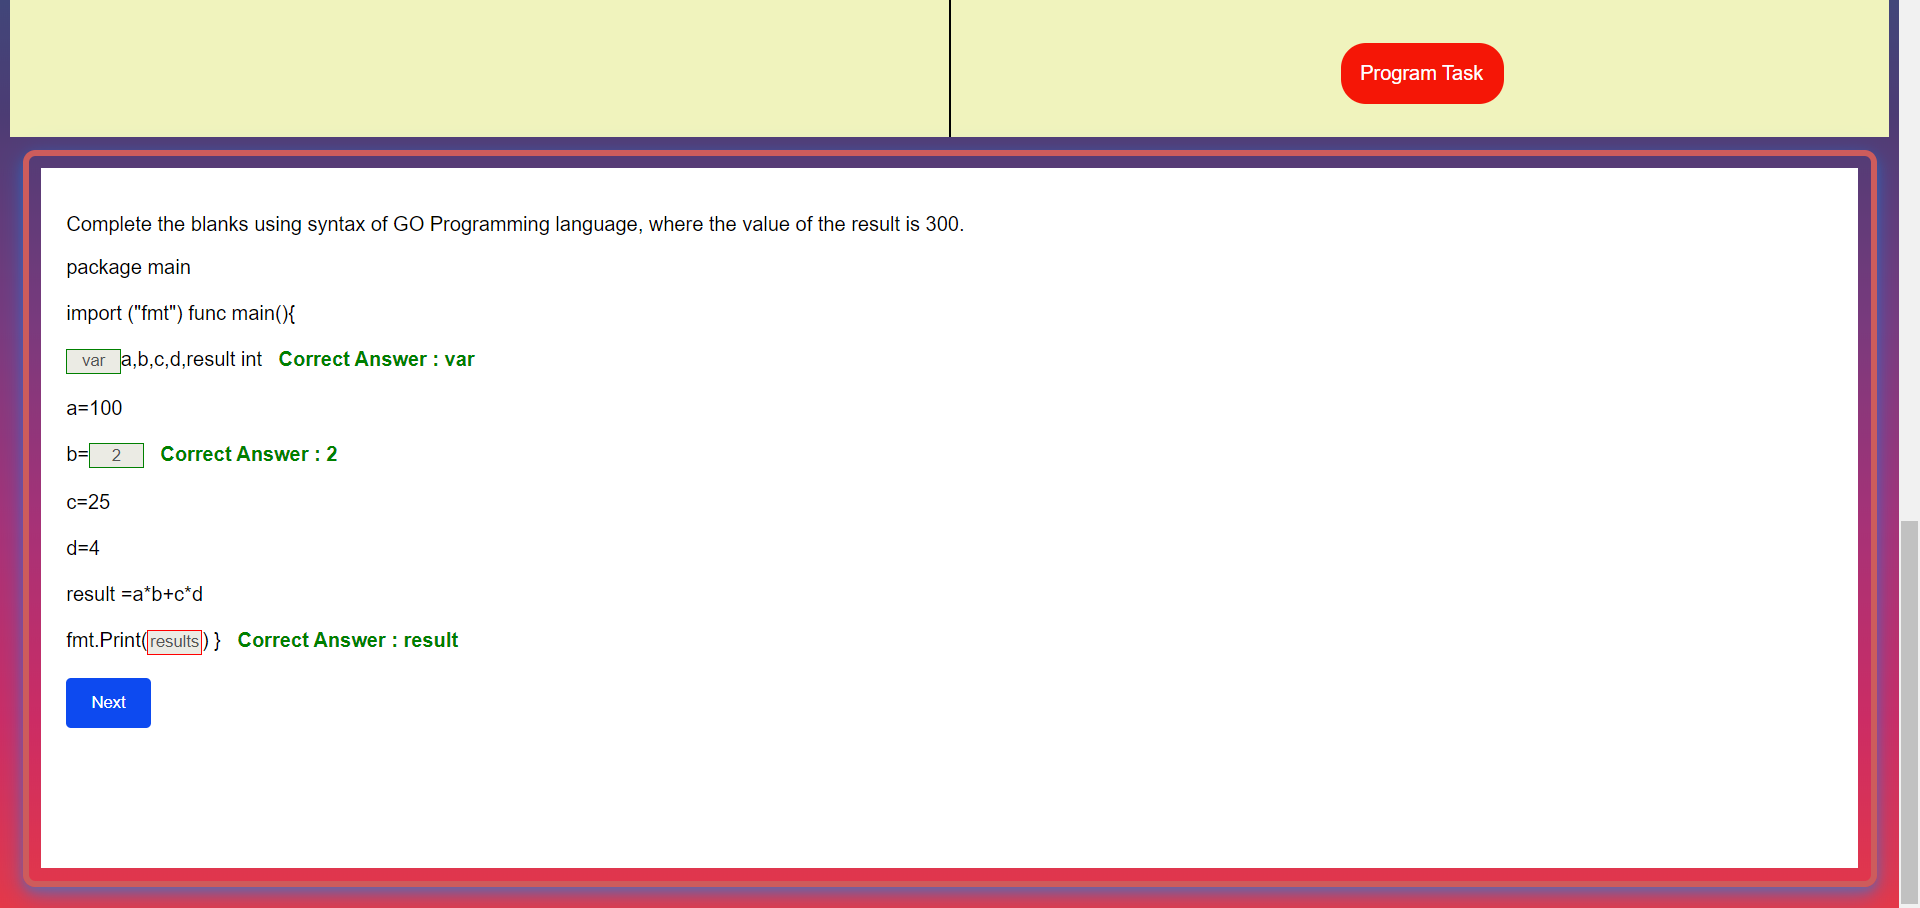 Program Task
Complete the blanks using syntax of GO Programming language, where the value of the result is 300.
package main
import ("fmt") func main(){
var a,b,c,d,result int Correct Answer : var
a=100
b= 2 Correct Answer : 2
c=25
d=4
result =a*b+c*d
fmt.Print(results) } Correct Answer : result
Next